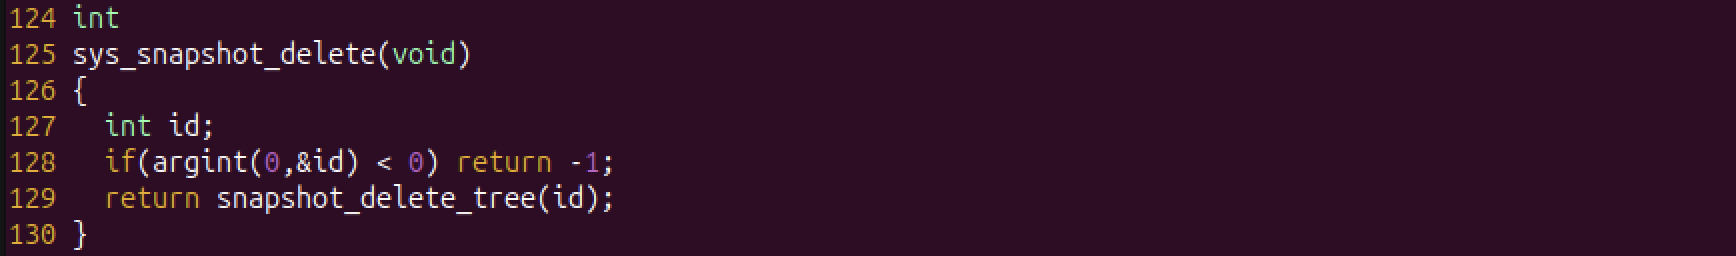 124 int
125 sys_snapshot_delete(void)
126 {
127   int id;
128   if(argint(0,&id) < 0) return -1;
129   return snapshot_delete_tree(id);
130 }